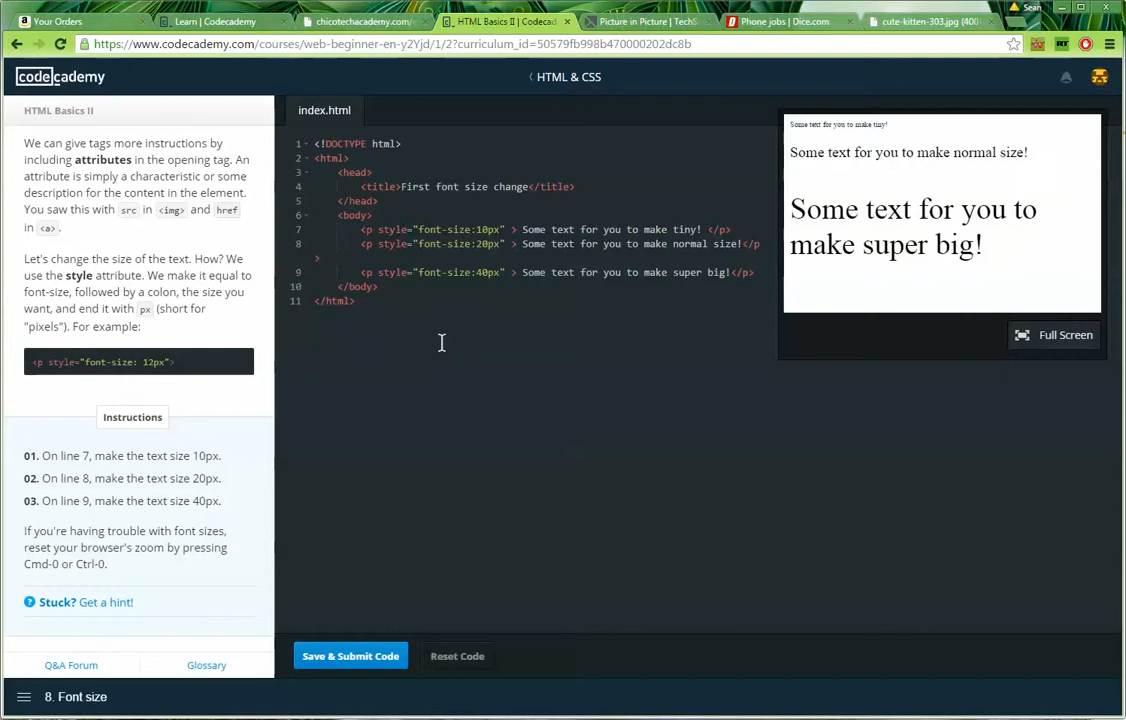 Sean
Your Orders
Learn | Codecademy
chicotechacademy.com/e
HTML Basics II | Codecad
Picture in Picture | TechS
Phone jobs | Dice.com
cute-kitten-303.jpg (400
https://www.codecademy.com/courses/web-beginner-en-y2Yjd/1/2?curriculum_id=50579fb998b470000202dc8b
codecademy
HTML & CSS
HTML Basics II
We can give tags more instructions by
including attributes in the opening tag. An
attribute is simply a characteristic or some
description for the content in the element.
You saw this with src in <img> and href
in <a>.
Let's change the size of the text. How? We
use the style attribute. We make it equal to
font-size, followed by a colon, the size you
want, and end it with px (short for
"pixels"). For example:
<p style="font-size: 12px">
Instructions
01. On line 7, make the text size 10px.
02. On line 8, make the text size 20px.
03. On line 9, make the text size 40px.
If you're having trouble with font sizes,
reset your browser's zoom by pressing
Cmd-0 or Ctrl-0.
? Stuck? Get a hint!
Q&A Forum
Glossary
index.html
1 <!DOCTYPE html>
2 <html>
3 <head>
4 <title>First font size change</title>
5 </head>
6 <body>
7 <p style="font-size:10px" > Some text for you to make tiny! </p>
8 <p style="font-size:20px" > Some text for you to make normal size!</p
>
9 <p style="font-size:40px" > Some text for you to make super big!</p>
10 </body>
11 </html>
Some text for you to make tiny!
Some text for you to make normal size!
Some text for you to
make super big!
Full Screen
Save & Submit Code
Reset Code
8. Font size